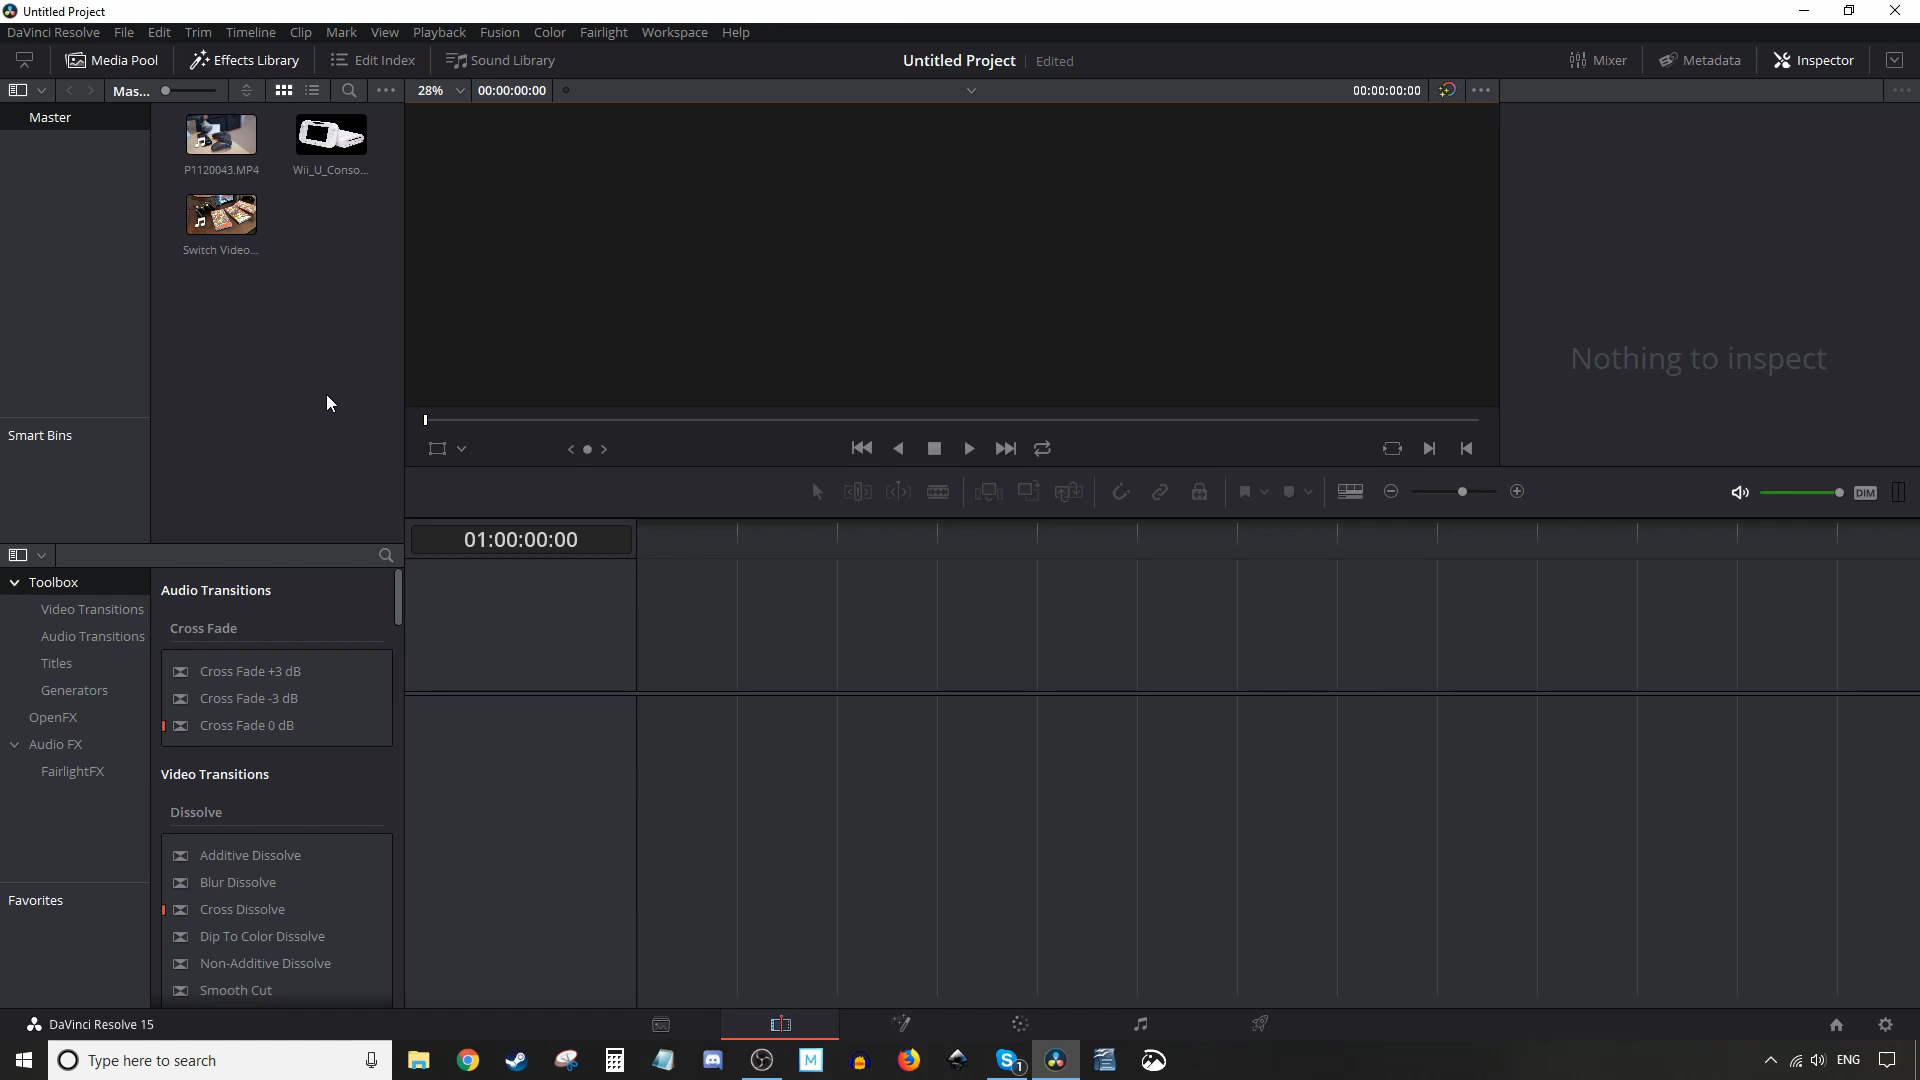 Untitled Project
DaVinci Resolve File Edit Trim Timeline Clip Mark View Playback Fusion Color Fairlight Workspace Help
Media Pool Effects Library Edit Index Sound Library Untitled Project Edited Mixer Metadata Inspector
Mas... 28% 00:00:00:00 00:00:00:00
Master
P1120043.MP4 Wii_U_Conso...
Switch Video...
Nothing to inspect
Smart Bins
DIM
01:00:00:00
Toolbox
Video Transitions
Audio Transitions
Titles
Generators
OpenFX
Audio FX
FairlightFX
Favorites
Audio Transitions
Cross Fade
Cross Fade +3 dB
Cross Fade -3 dB
Cross Fade 0 dB
Video Transitions
Dissolve
Additive Dissolve
Blur Dissolve
Cross Dissolve
Dip To Color Dissolve
Non-Additive Dissolve
Smooth Cut
DaVinci Resolve 15
Type here to search M 1 ENG